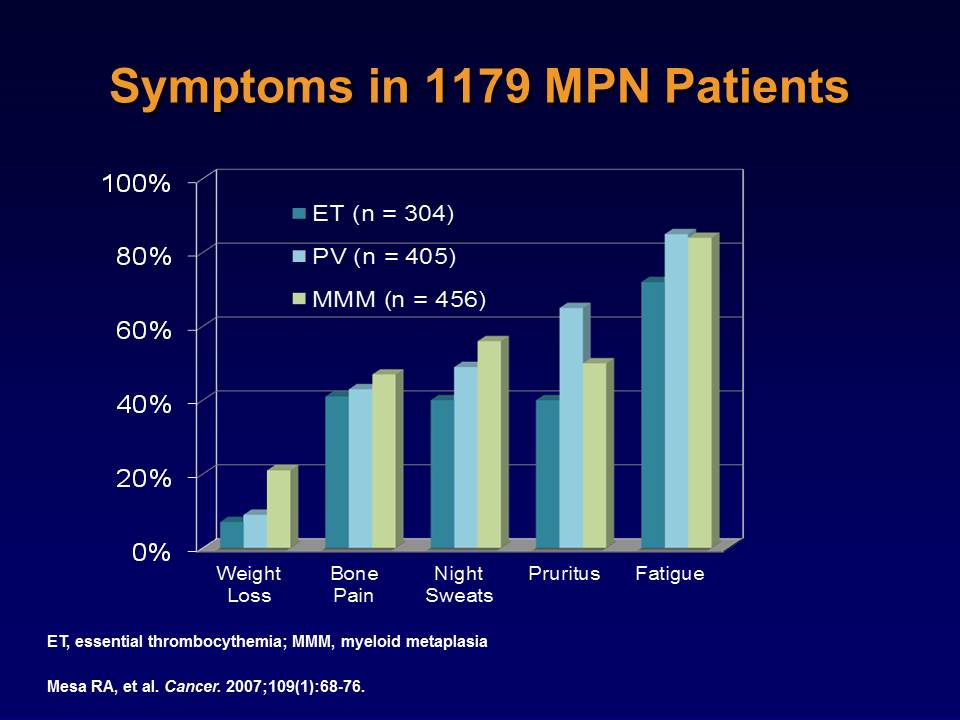 Symptoms in 1179 MPN Patients
100%
80%
60%
40%
20%
0%
ET (n = 304)
PV (n = 405)
MMM (n = 456)
Weight Loss
Bone Pain
Night Sweats
Pruritus
Fatigue
ET, essential thrombocythemia; MMM, myeloid metaplasia
Mesa RA, et al. Cancer. 2007;109(1):68-76.